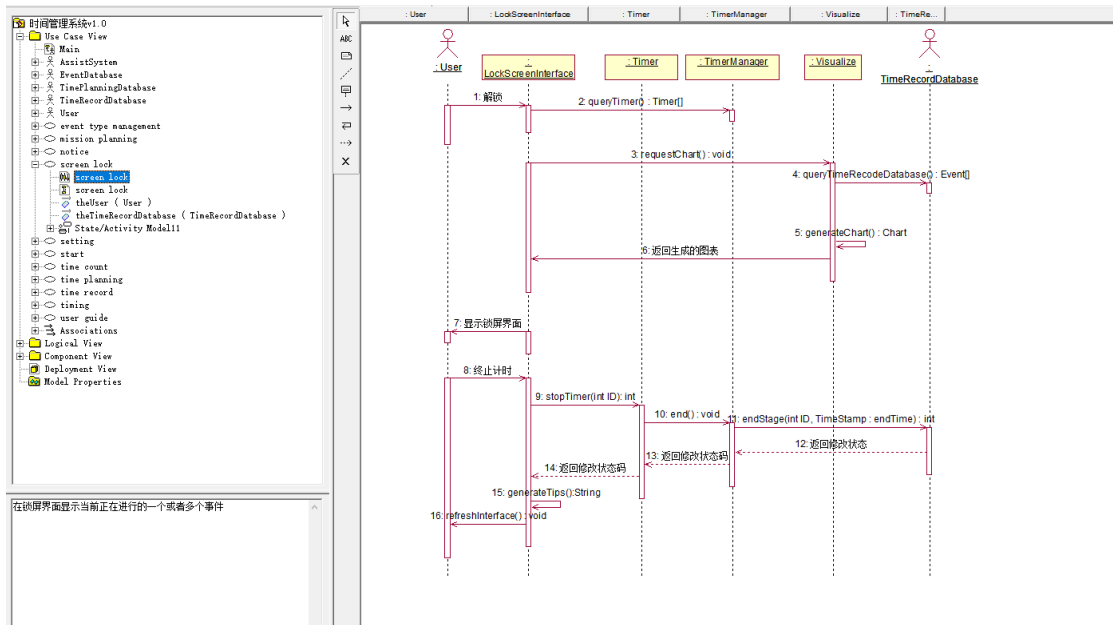 : User
: LockScreenInterface
: Timer
: TimerManager
: Visualize
: TimeRe...
时间管理系统v1.0
Use Case View
Main
AssistSystem
EventDatabase
TimePlanningDatabase
TimeRecordDatabase
User
event type management
mission planning
notice
screen lock
screen lock
screen lock
theUser ( User )
theTimeRecordDatabase ( TimeRecordDatabase )
State/Activity Model11
setting
start
time count
time planning
time record
timing
user guide
Associations
Logical View
Component View
Deployment View
Model Properties
在锁屏界面显示当前正在进行的一个或者多个事件
ABC
: User
:
LockScreenInterface
: Timer
: TimerManager
: Visualize
:
TimeRecordDatabase
1: 解锁
2: queryTimer() : Timer[]
3: requestChart() : void
4: queryTimeRecodeDatabase() : Event[]
5: generateChart() : Chart
6: 返回生成的图表
7: 显示锁屏界面
8: 终止计时
9: stopTimer(int ID): int
10: end() : void
11: endStage(int ID, TimeStamp : endTime) : int
12: 返回修改状态
13: 返回修改状态码
14: 返回修改状态码
15: generateTips():String
16: refreshInterface() : void